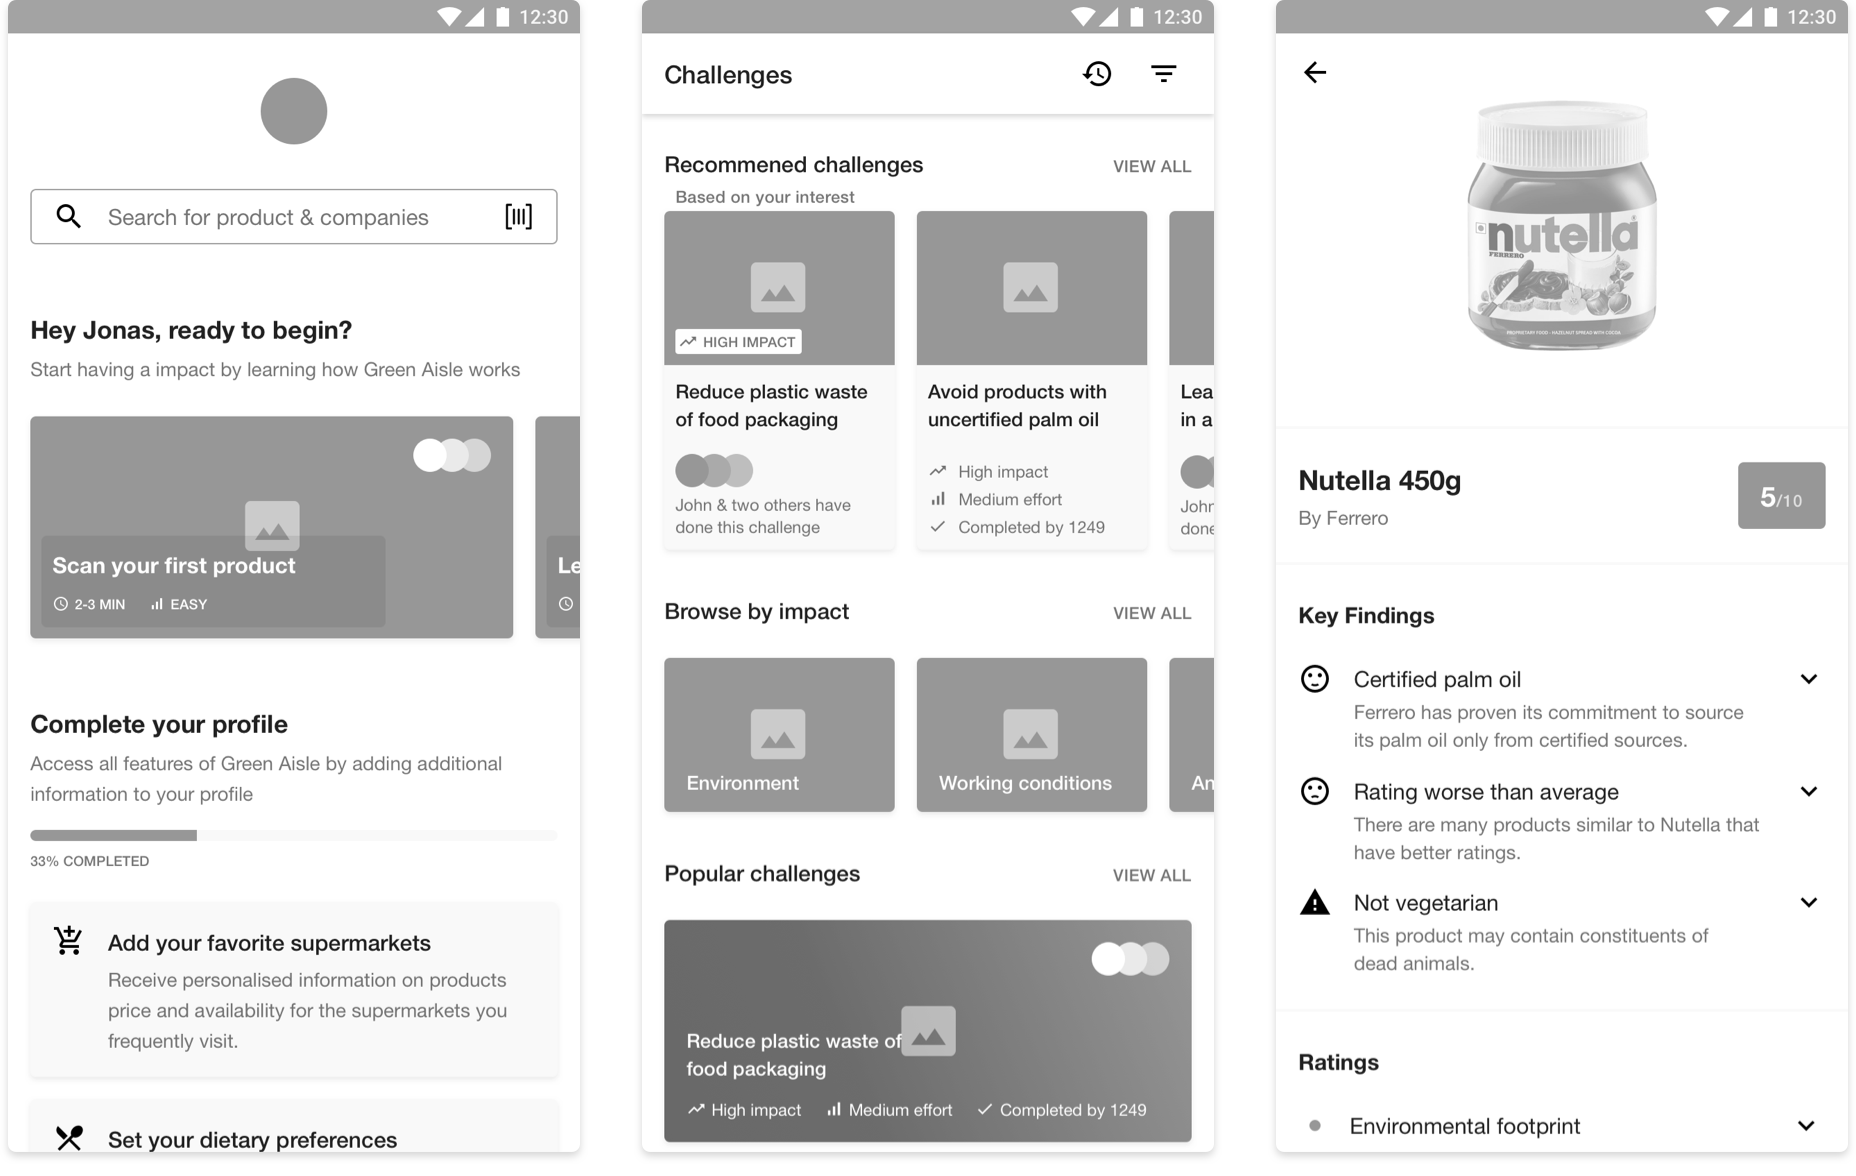 12:30
Search for product & companies
Hey Jonas, ready to begin?
Start having a impact by learning how Green Aisle works
Scan your first product
2-3 MIN EASY
Le
Complete your profile
Access all features of Green Aisle by adding additional
information to your profile
33% COMPLETED
Add your favorite supermarkets
Receive personalised information on products
price and availability for the supermarkets you
frequently visit.
Set your dietary preferences
12:30
Challenges
Recommened challenges VIEW ALL
Based on your interest
HIGH IMPACT
Reduce plastic waste
of food packaging
John & two others have
done this challenge
Avoid products with
uncertified palm oil
High impact
Medium effort
Completed by 1249
Lea
in a
John
done
Browse by impact VIEW ALL
Environment
Working conditions
An
Popular challenges VIEW ALL
Reduce plastic waste of
food packaging
High impact Medium effort Completed by 1249
12:30
nutella
FERRERO
PROPRIETARY FOOD - HAZELNUT SPREAD WITH COCOA
Nutella 450g
By Ferrero
5/10
Key Findings
Certified palm oil
Ferrero has proven its commitment to source
its palm oil only from certified sources.
Rating worse than average
There are many products similar to Nutella that
have better ratings.
Not vegetarian
This product may contain constituents of
dead animals.
Ratings
Environmental footprint